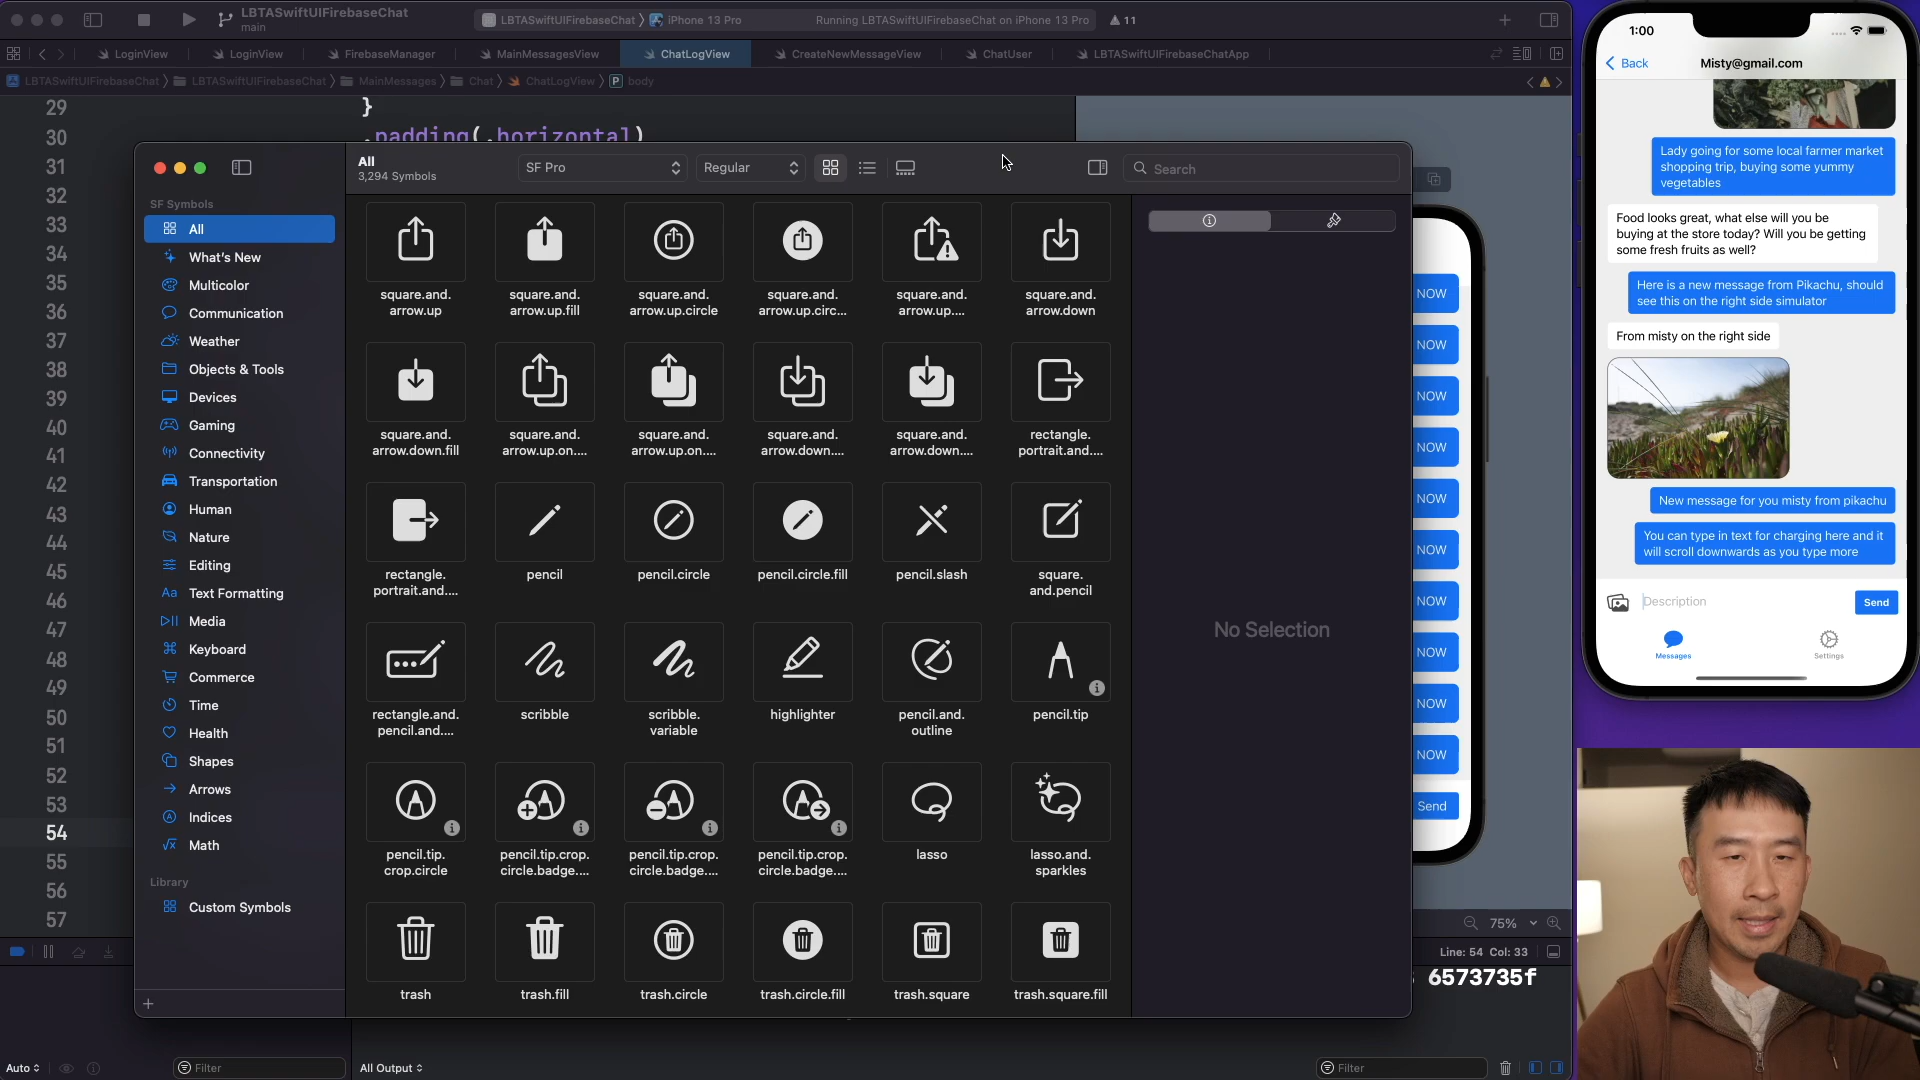 LBTASwiftUIFirebaseChat
main
LBTASwiftUIFirebaseChat
iPhone 13 Pro
Running LBTASwiftUIFirebaseChat on iPhone 13 Pro
11
LoginView
LoginView
FirebaseManager
MainMessagesView
ChatLogView
CreateNewMessageView
ChatUser
LBTASwiftUIFirebaseChatApp
LBTASwiftUIFirebaseChat
LBTASwiftUIFirebaseChat
MainMessages
Chat
ChatLogView
P body
29
}
30
.padding(.horizontal)
31
32
33
34
35
36
37
38
39
40
41
42
43
44
45
46
47
48
49
50
51
52
53
54
55
56
57
All
3,294 Symbols
SF Pro
Regular
Search
SF Symbols
All
What's New
Multicolor
Communication
Weather
Objects & Tools
Devices
Gaming
Connectivity
Transportation
Human
Nature
Editing
Text Formatting
Media
Keyboard
Commerce
Time
Health
Shapes
Arrows
Indices
Math
Library
Custom Symbols
square.and.
arrow.up
square.and.
arrow.up.fill
square.and.
arrow.up.circle
square.and.
arrow.up.circ...
square.and.
arrow.up....
square.and.
arrow.down
square.and.
arrow.down.fill
square.and.
arrow.up.on....
square.and.
arrow.up.on....
square.and.
arrow.down....
square.and.
arrow.down....
rectangle.
portrait.and....
rectangle.
portrait.and....
pencil
pencil.circle
pencil.circle.fill
pencil.slash
square.
and.pencil
rectangle.and.
pencil.and....
scribble
scribble.
variable
highlighter
pencil.and.
outline
pencil.tip
pencil.tip.
crop.circle
pencil.tip.crop.
circle.badge....
pencil.tip.crop.
circle.badge....
pencil.tip.crop.
circle.badge....
lasso
lasso.and.
sparkles
trash
trash.fill
trash.circle
trash.circle.fill
trash.square
trash.square.fill
No Selection
NOW
NOW
NOW
NOW
NOW
NOW
NOW
NOW
NOW
NOW
Send
75%
Line: 54 Col: 33
6573735f
Auto
Filter
All Output
Filter
1:00
Back
Misty@gmail.com
Lady going for some local farmer market
shopping trip, buying some yummy
vegetables
Food looks great, what else will you be
buying at the store today? Will you be getting
some fresh fruits as well?
Here is a new message from Pikachu, should
see this on the right side simulator
From misty on the right side
New message for you misty from pikachu
You can type in text for charging here and it
will scroll downwards as you type more
Description
Send
Messages
Settings